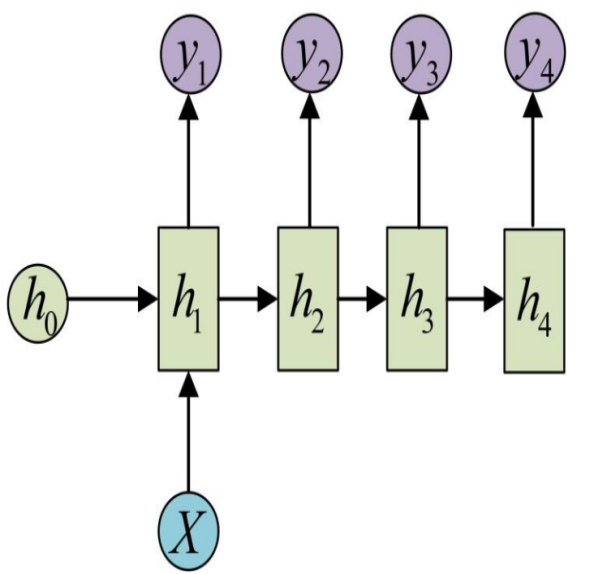 y₁ y₂ y₃ y₄
h₀ h₁ h₂ h₃ h₄
X